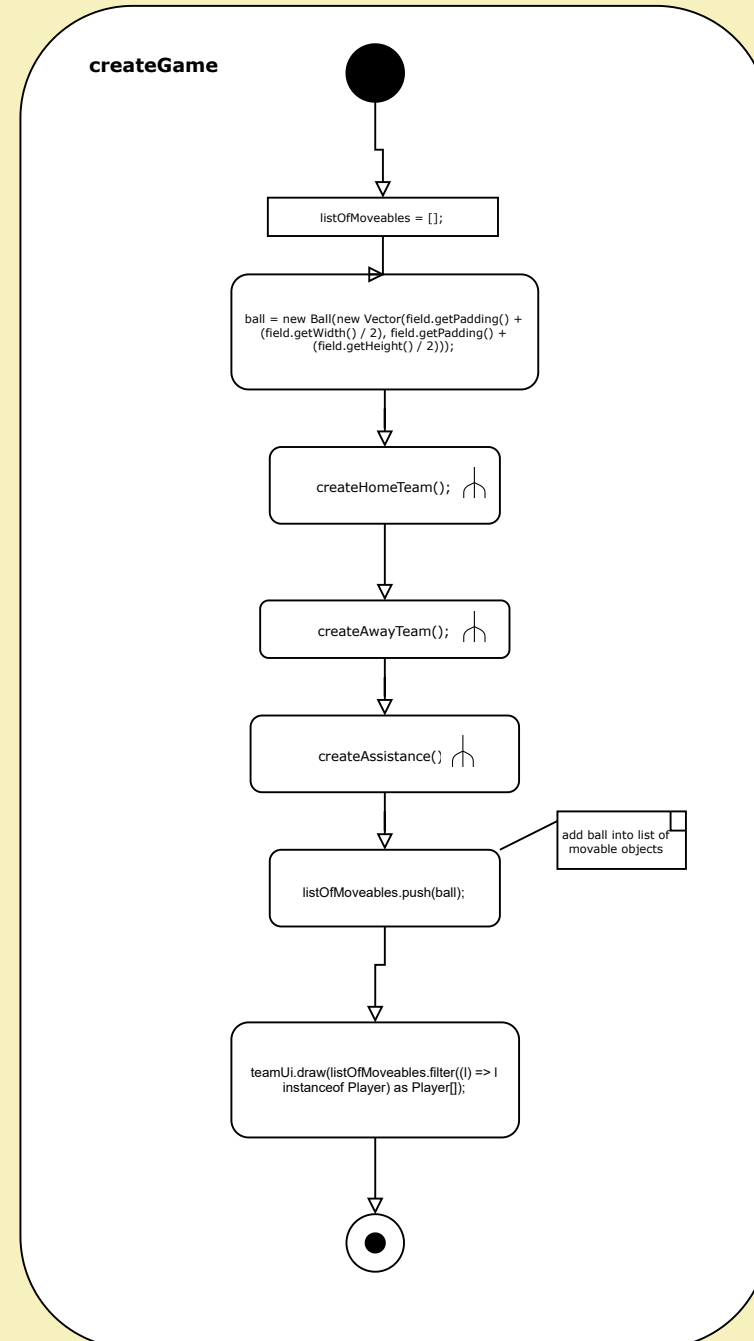 createGame
listOfMoveables = [];
ball = new Ball(new Vector(field.getPadding() +
(field.getWidth() / 2), field.getPadding() +
(field.getHeight() / 2)));
createHomeTeam();
createAwayTeam();
createAssistance()
add ball into list of
movable objects
listOfMoveables.push(ball);
teamUi.draw(listOfMoveables.filter((l) => l
instanceof Player) as Player[]);